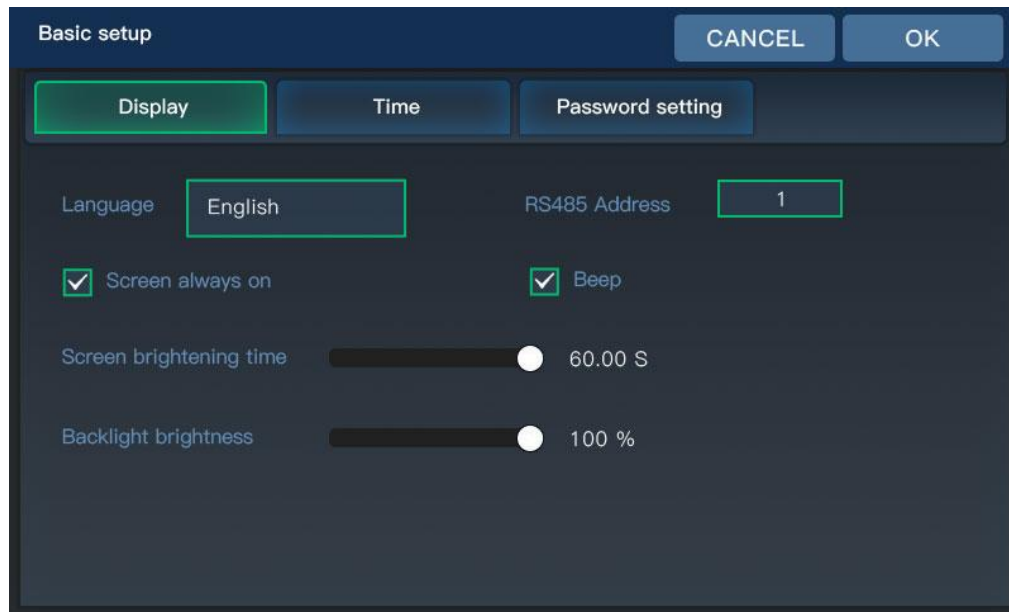 Basic setup
CANCEL
OK
Display
Time
Password setting
Language
English
RS485 Address
1
Screen always on
Beep
Screen brightening time
60.00 S
Backlight brightness
100 %